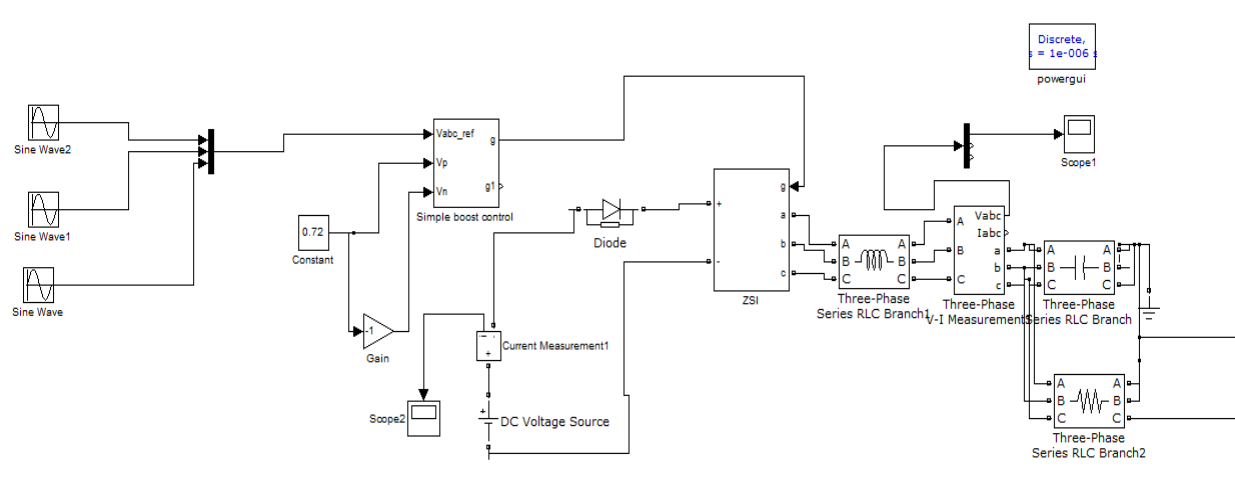 Discrete,
s = 1e-006 s
powergui
Sine Wave2
Vabc_ref
g
Vp
Vn
g1
Simple boost control
Scope1
Sine Wave1
0.72
Constant
Sine Wave
-1
Gain
Diode
+
g
a
b
c
-
ZSI
A
B
C
A
B
C
Three-Phase
Series RLC Branch1
Vabc
A
Iabc
B
a
b
C
c
Three-Phase
V-I Measurement
A
B
C
A
B
C
Three-Phase
Series RLC Branch
+
Current Measurement1
Scope2
+
DC Voltage Source
A
B
C
A
B
C
Three-Phase
Series RLC Branch2